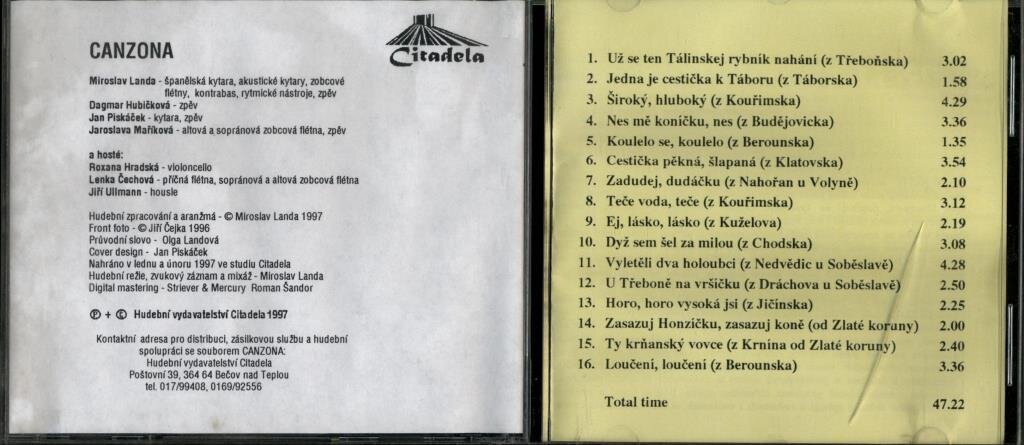 CANZONA
Citadela
Miroslav Landa - španělská kytara, akustické kytary, zobcové
flétny, kontrabas, rytmické nástroje, zpěv
Dagmar Hubičková - zpěv
Jan Piskáček - kytara, zpěv
Jaroslava Maříková - altová a sopránová zobcová flétna, zpěv
a hosté:
Roxana Hradská - violoncello
Lenka Čechová - příčná flétna, sopránová a altová zobcová flétna
Jiří Ullmann - housle
Hudební zpracování a aranžmá - © Miroslav Landa 1997
Front foto - © Jiří Čejka 1996
Průvodní slovo - Olga Landová
Cover design - Jan Piskáček
Nahráno v lednu a únoru 1997 ve studiu Citadela
Hudební režie, zvukový záznam a mixáž - Miroslav Landa
Digital mastering - Striever & Mercury Roman Šandor
℗ + © Hudební vydavatelství Citadela 1997
Kontaktní adresa pro distribuci, zásilkovou službu a hudební
spolupráci se souborem CANZONA:
Hudební vydavatelství Citadela
Poštovní 39, 364 64 Bečov nad Teplou
tel. 017/99408, 0169/92556
1. Už se ten Tálinskej rybník nahání (z Třeboňska) 3.02
2. Jedna je cestička k Táboru (z Táborska) 1.58
3. Široký, hluboký (z Kouřimska) 4.29
4. Nes mě koníčku, nes (z Budějovicka) 3.36
5. Koulelo se, koulelo (z Berounska) 1.35
6. Cestička pěkná, šlapaná (z Klatovska) 3.54
7. Zadudej, dudáčku (z Nahořan u Volyně) 2.10
8. Teče voda, teče (z Kouřimska) 3.12
9. Ej, lásko, lásko (z Kuželova) 2.19
10. Dyž sem šel za milou (z Chodska) 3.08
11. Vyletěli dva holoubci (z Nedvědic u Soběslavě) 4.28
12. U Třeboně na vršíčku (z Dráchova u Soběslavě) 2.50
13. Horo, horo vysoká jsi (z Jičínska) 2.25
14. Zasazuj Honzíčku, zasazuj koně (od Zlaté koruny) 2.00
15. Ty krňanský vovce (z Krnína od Zlaté koruny) 2.40
16. Loučení, loučení (z Berounska) 3.36
Total time 47.22